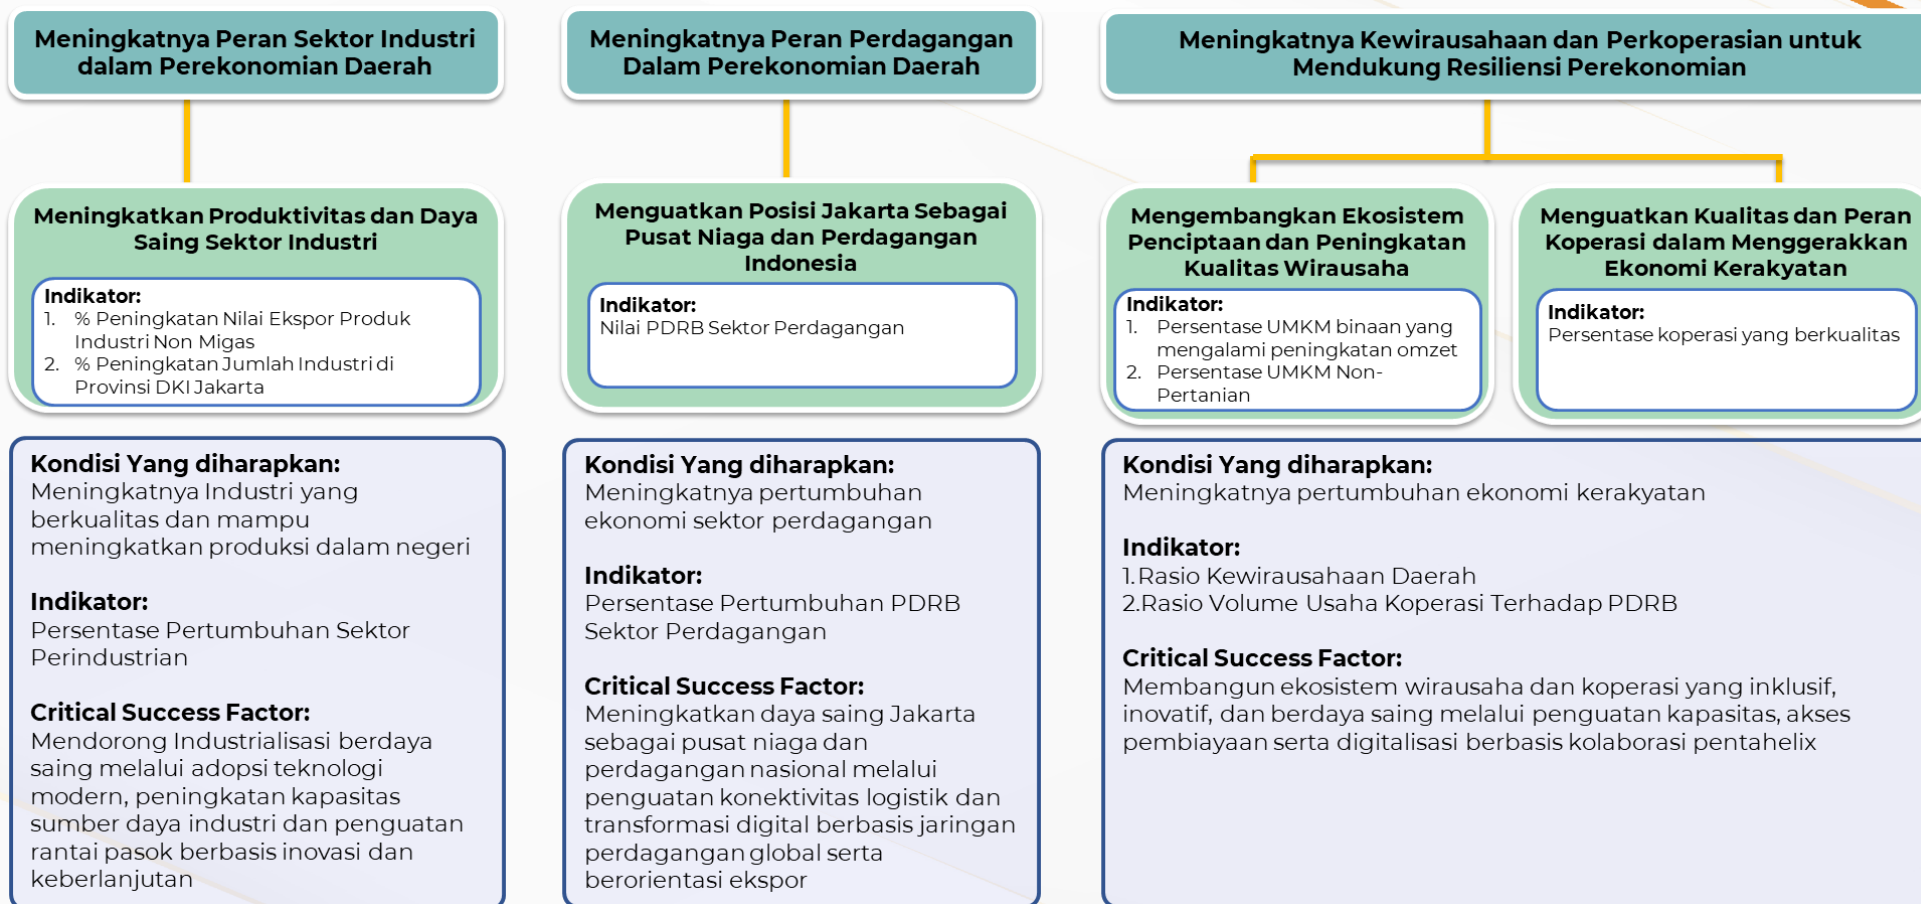 Meningkatnya Peran Sektor Industri
dalam Perekonomian Daerah
Meningkatkan Produktivitas dan Daya
Saing Sektor Industri
Indikator:
1. % Peningkatan Nilai Ekspor Produk
Industri Non Migas
2. % Peningkatan Jumlah Industri di
Provinsi DKI Jakarta
Kondisi Yang diharapkan:
Meningkatnya Industri yang
berkualitas dan mampu
meningkatkan produksi dalam negeri
Indikator:
Persentase Pertumbuhan Sektor
Perindustrian
Critical Success Factor:
Mendorong Industrialisasi berdaya
saing melalui adopsi teknologi
modern, peningkatan kapasitas
sumber daya industri dan penguatan
rantai pasok berbasis inovasi dan
keberlanjutan
Meningkatnya Peran Perdagangan
Dalam Perekonomian Daerah
Menguatkan Posisi Jakarta Sebagai
Pusat Niaga dan Perdagangan
Indonesia
Indikator:
Nilai PDRB Sektor Perdagangan
Kondisi Yang diharapkan:
Meningkatnya pertumbuhan
ekonomi sektor perdagangan
Indikator:
Persentase Pertumbuhan PDRB
Sektor Perdagangan
Critical Success Factor:
Meningkatkan daya saing Jakarta
sebagai pusat niaga dan
perdagangan nasional melalui
penguatan konektivitas logistik dan
transformasi digital berbasis jaringan
perdagangan global serta
berorientasi ekspor
Meningkatnya Kewirausahaan dan Perkoperasian untuk
Mendukung Resiliensi Perekonomian
Mengembangkan Ekosistem
Penciptaan dan Peningkatan
Kualitas Wirausaha
Indikator:
1. Persentase UMKM binaan yang
mengalami peningkatan omzet
2. Persentase UMKM Non-
Pertanian
Menguatkan Kualitas dan Peran
Koperasi dalam Menggerakkan
Ekonomi Kerakyatan
Indikator:
Persentase koperasi yang berkualitas
Kondisi Yang diharapkan:
Meningkatnya pertumbuhan ekonomi kerakyatan
Indikator:
1.Rasio Kewirausahaan Daerah
2.Rasio Volume Usaha Koperasi Terhadap PDRB
Critical Success Factor:
Membangun ekosistem wirausaha dan koperasi yang inklusif,
inovatif, dan berdaya saing melalui penguatan kapasitas, akses
pembiayaan serta digitalisasi berbasis kolaborasi pentahelix